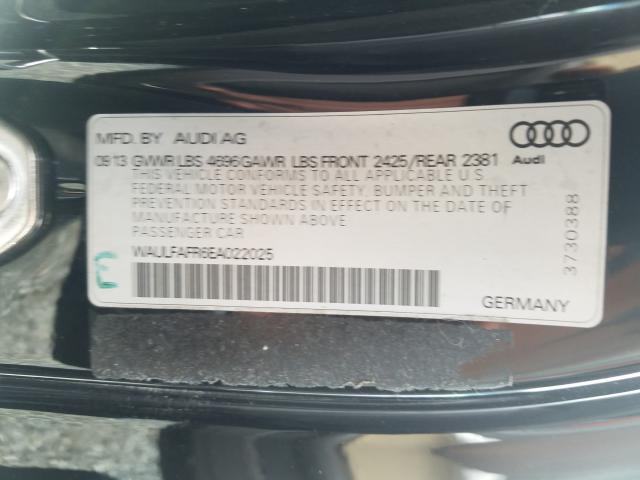 MFD. BY AUDI AG
09 13 GVWR LBS 4696 GAWR LBS FRONT 2425/REAR 2381
THIS VEHICLE CONFORMS TO ALL APPLICABLE U S
FEDERAL MOTOR VEHICLE SAFETY, BUMPER AND THEFT
PREVENTION STANDARDS IN EFFECT ON THE DATE OF
MANUFACTURE SHOWN ABOVE.
PASSENGER CAR
WAULFAFR6EA022025
GERMANY
Audi
3730388